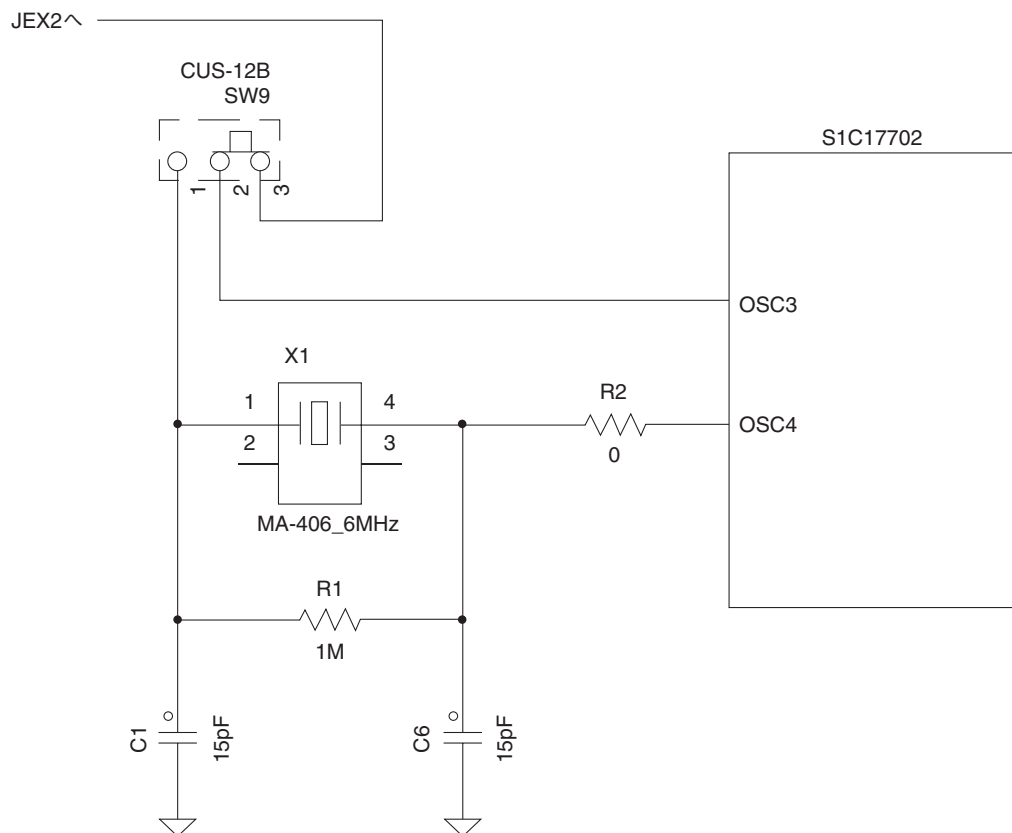 JEX2へ
CUS-12B
SW9
1
2
3
S1C17702
OSC3
X1
1
4
2
3
MA-406_6MHz
R2
0
OSC4
R1
1M
C1
15pF
C6
15pF